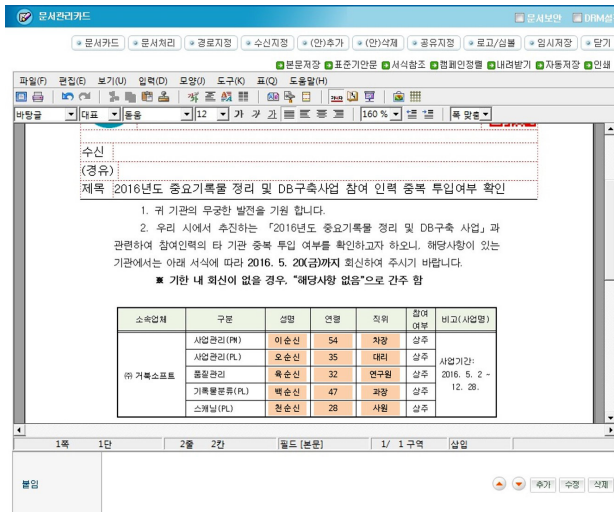 문서관리카드
문서보안 DRM설
문서카드 문서처리 경로지정 수신지정 (안)추가 (안)삭제 공유지정 로고/심볼 임시저장 닫기
본문저장 표준기안문 서식참조 캠페인정렬 내려받기 자동저장 인쇄
파일(F) 편집(E) 보기(U) 입력(D) 모양(J) 도구(K) 표(Q) 도움말(H)
바탕글 대표 돋움 12 가 가 가 160 % 폭 맞춤
수신
(경유)
제목 2016년도 중요기록물 정리 및 DB구축사업 참여 인력 중복 투입여부 확인
1. 귀 기관의 무궁한 발전을 기원 합니다.
2. 우리 시에서 추진하는 「2016년도 중요기록물 정리 및 DB구축 사업」과
관련하여 참여인력의 타 기관 중복 투입 여부를 확인하고자 하오니, 해당사항이 있는
기관에서는 아래 서식에 따라 2016. 5. 20(금)까지 회신하여 주시기 바랍니다.
※ 기한 내 회신이 없을 경우, "해당사항 없음"으로 간주 함
소속업체 구분 성명 연령 직위 참여여부 비고(사업명)
㈜ 거북소프트 사업관리(PM) 이순신 54 차장 상주
사업관리(PL) 오순신 35 대리 상주
품질관리 육순신 32 연구원 상주
기록물분류(PL) 백순신 47 과장 상주
스캐닝(PL) 천순신 28 사원 상주
사업기간:
2016. 5. 2 ~
12. 28.
1쪽 1단 2줄 2칸 필드 [본문] 1/ 1 구역 삽입
붙임 추가 수정 삭제